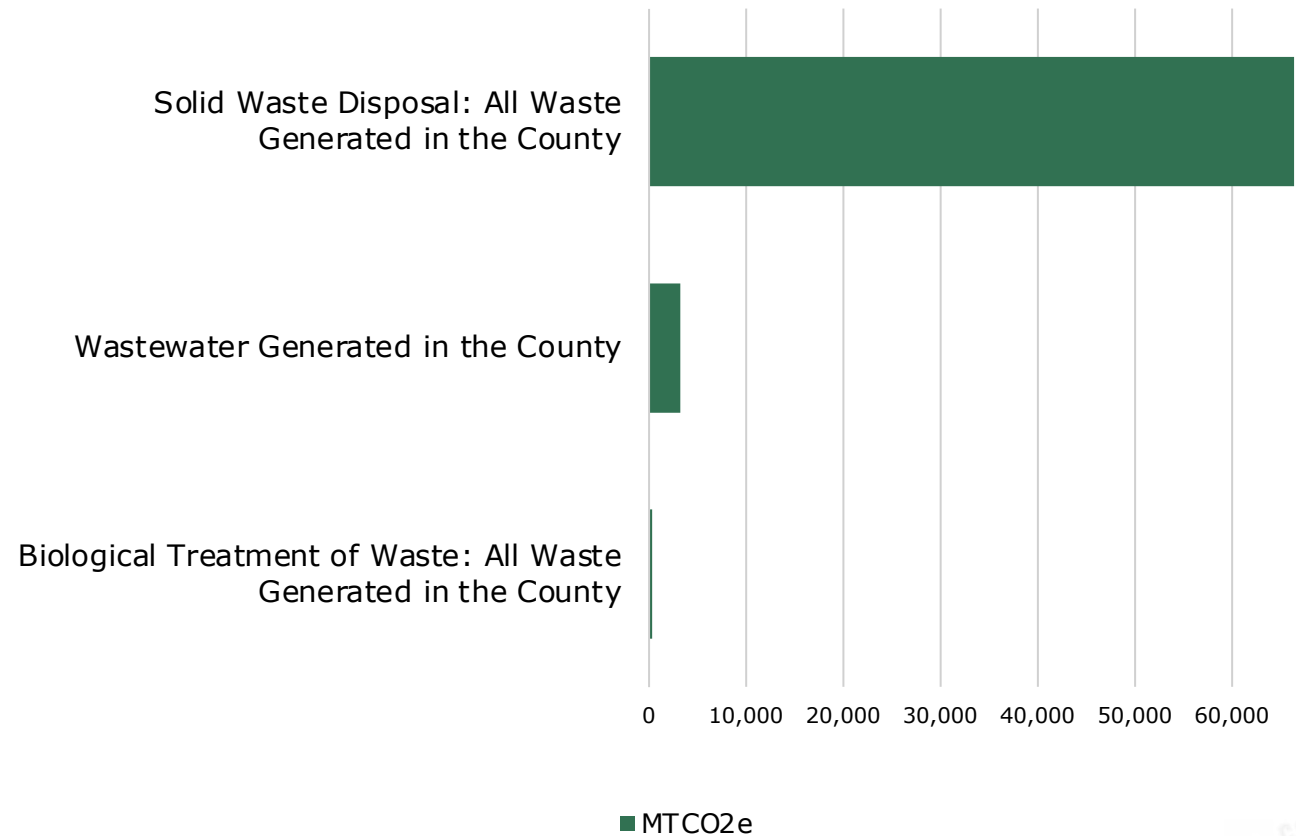 Solid Waste Disposal: All Waste
Generated in the County
Wastewater Generated in the County
Biological Treatment of Waste: All Waste
Generated in the County
0 10,000 20,000 30,000 40,000 50,000 60,000
MTCO2e